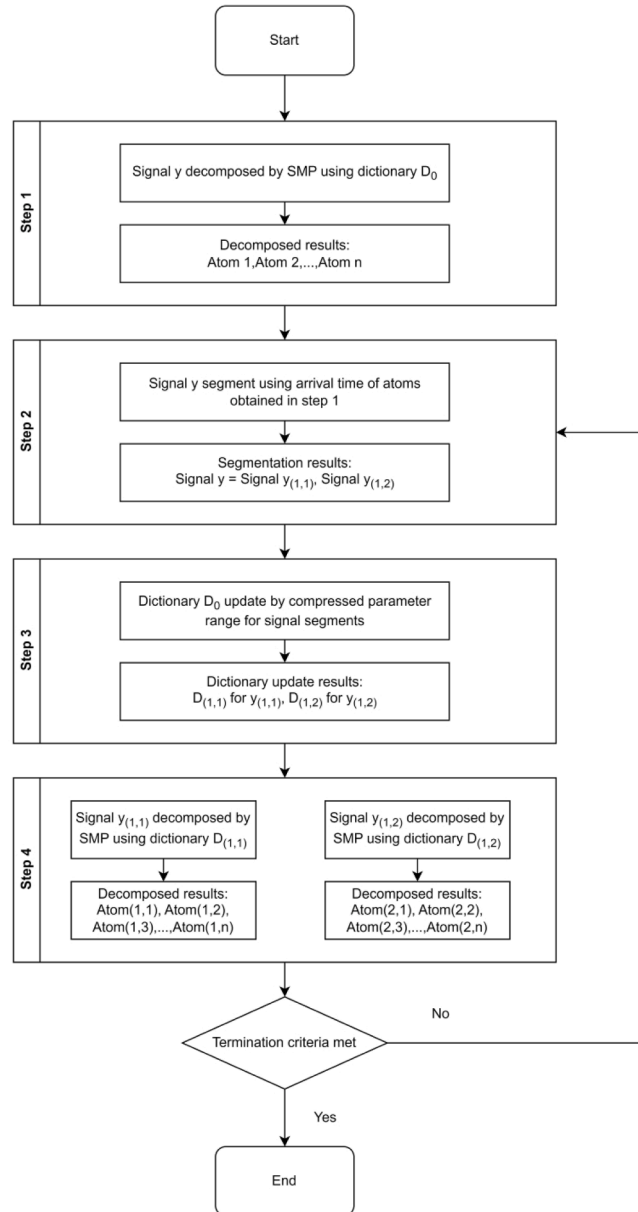 Start
Step 1
Signal y decomposed by SMP using dictionary D₀
Decomposed results:
Atom 1,Atom 2,...,Atom n
Step 2
Signal y segment using arrival time of atoms
obtained in step 1
Segmentation results:
Signal y = Signal y₍₁,₁₎, Signal y₍₁,₂₎
Step 3
Dictionary D₀ update by compressed parameter
range for signal segments
Dictionary update results:
D₍₁,₁₎ for y₍₁,₁₎, D₍₁,₂₎ for y₍₁,₂₎
Step 4
Signal y₍₁,₁₎ decomposed by
SMP using dictionary D₍₁,₁₎
Decomposed results:
Atom(1,1), Atom(1,2),
Atom(1,3),...,Atom(1,n)
Signal y₍₁,₂₎ decomposed by
SMP using dictionary D₍₁,₂₎
Decomposed results:
Atom(2,1), Atom(2,2),
Atom(2,3),...,Atom(2,n)
Termination criteria met
No
Yes
End